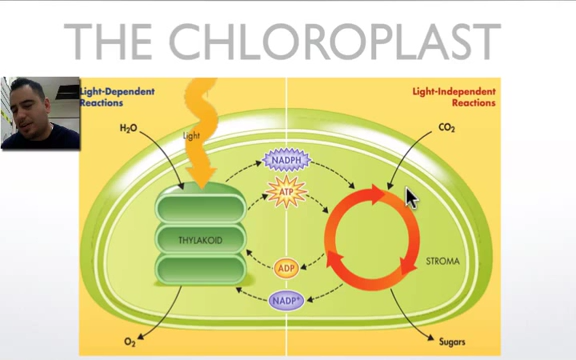 THE CHLOROPLAST
Light-Dependent
Reactions
Light-Independent
Reactions
H₂O
Light
CO₂
NADPH
ATP
THYLAKOID
STROMA
ADP
NADP⁺
O₂
Sugars